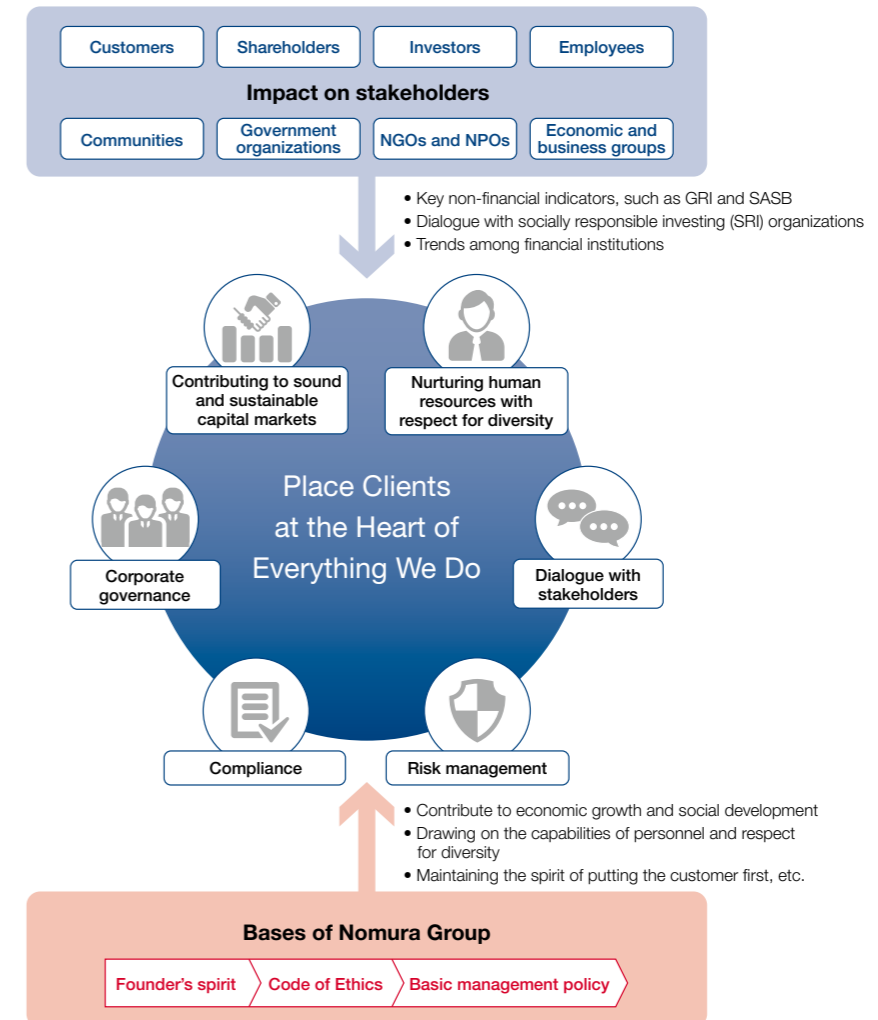 Customers
Shareholders
Investors
Employees
Impact on stakeholders
Communities
Government
organizations
NGOs and NPOs
Economic and
business groups
• Key non-financial indicators, such as GRI and SASB
• Dialogue with socially responsible investing (SRI) organizations
• Trends among financial institutions
Contributing to sound
and sustainable
capital markets
Nurturing human
resources with
respect for diversity
Place Clients
at the Heart of
Everything We Do
Corporate
governance
Dialogue with
stakeholders
Compliance
Risk management
• Contribute to economic growth and social development
• Drawing on the capabilities of personnel and respect
for diversity
• Maintaining the spirit of putting the customer first, etc.
Bases of Nomura Group
Founder’s spirit
Code of Ethics
Basic management policy